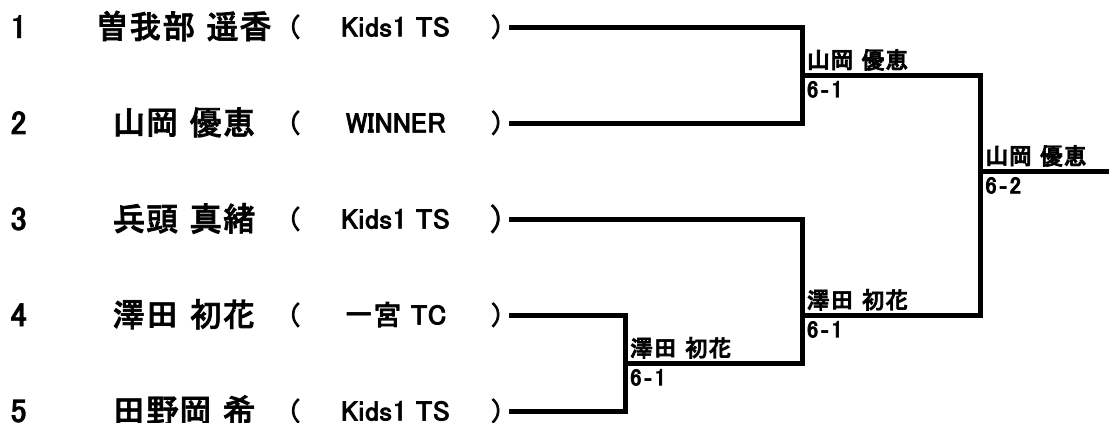 1 曽我部 遥香 ( Kids1 TS )
山岡 優恵
6-1
2 山岡 優恵 ( WINNER )
山岡 優恵
6-2
3 兵頭 真緒 ( Kids1 TS )
4 澤田 初花 ( 一宮 TC )
澤田 初花
6-1
澤田 初花
6-1
5 田野岡 希 ( Kids1 TS )